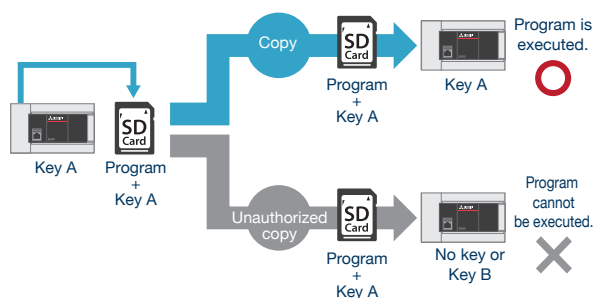 Copy
SD
Card
Program
+
Key A
Key A
Program is
executed.
Key A
SD
Card
Program
+
Key A
Unauthorized
copy
SD
Card
Program
+
Key A
No key or
Key B
Program
cannot
be executed.